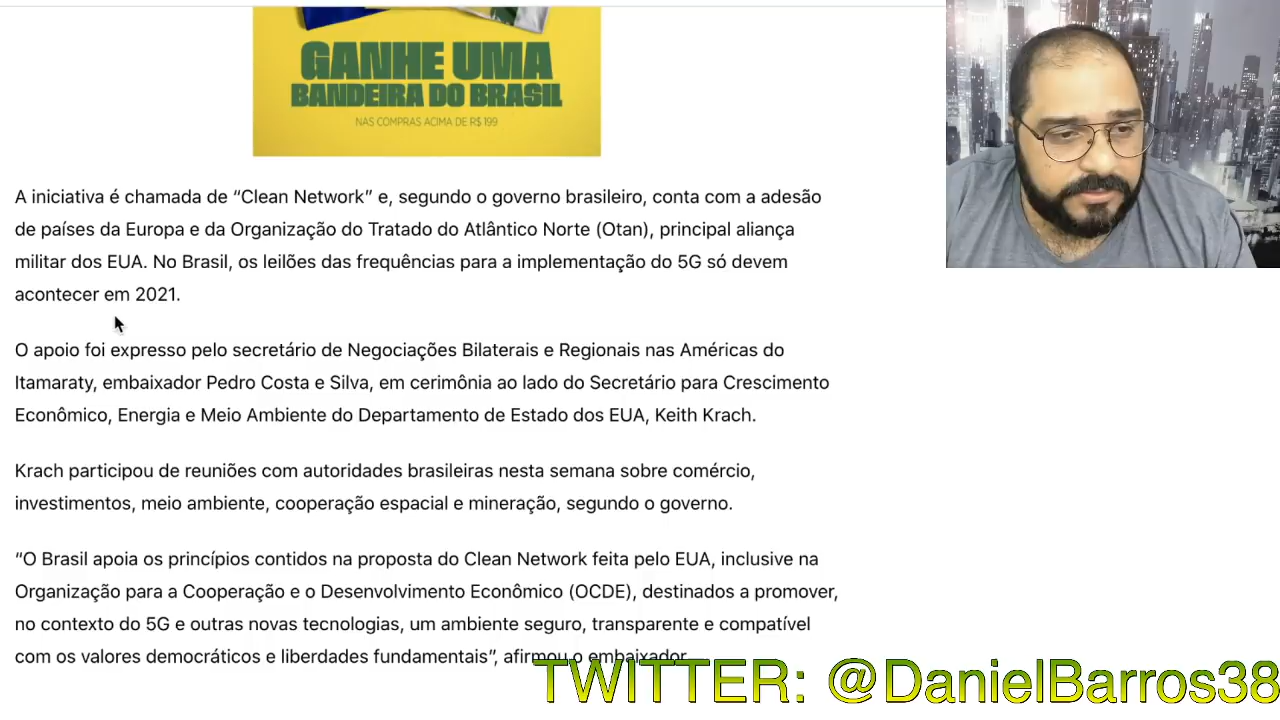 GANHE UMA
BANDEIRA DO BRASIL
NAS COMPRAS ACIMA DE R$ 199
A iniciativa é chamada de “Clean Network” e, segundo o governo brasileiro, conta com a adesão
de países da Europa e da Organização do Tratado do Atlântico Norte (Otan), principal aliança
militar dos EUA. No Brasil, os leilões das frequências para a implementação do 5G só devem
acontecer em 2021.
O apoio foi expresso pelo secretário de Negociações Bilaterais e Regionais nas Américas do
Itamaraty, embaixador Pedro Costa e Silva, em cerimônia ao lado do Secretário para Crescimento
Econômico, Energia e Meio Ambiente do Departamento de Estado dos EUA, Keith Krach.
Krach participou de reuniões com autoridades brasileiras nesta semana sobre comércio,
investimentos, meio ambiente, cooperação espacial e mineração, segundo o governo.
“O Brasil apoia os princípios contidos na proposta do Clean Network feita pelo EUA, inclusive na
Organização para a Cooperação e o Desenvolvimento Econômico (OCDE), destinados a promover,
no contexto do 5G e outras novas tecnologias, um ambiente seguro, transparente e compatível
com os valores democráticos e liberdades fundamentais”, afirmou o embaixador.
TWITTER: @DanielBarros38